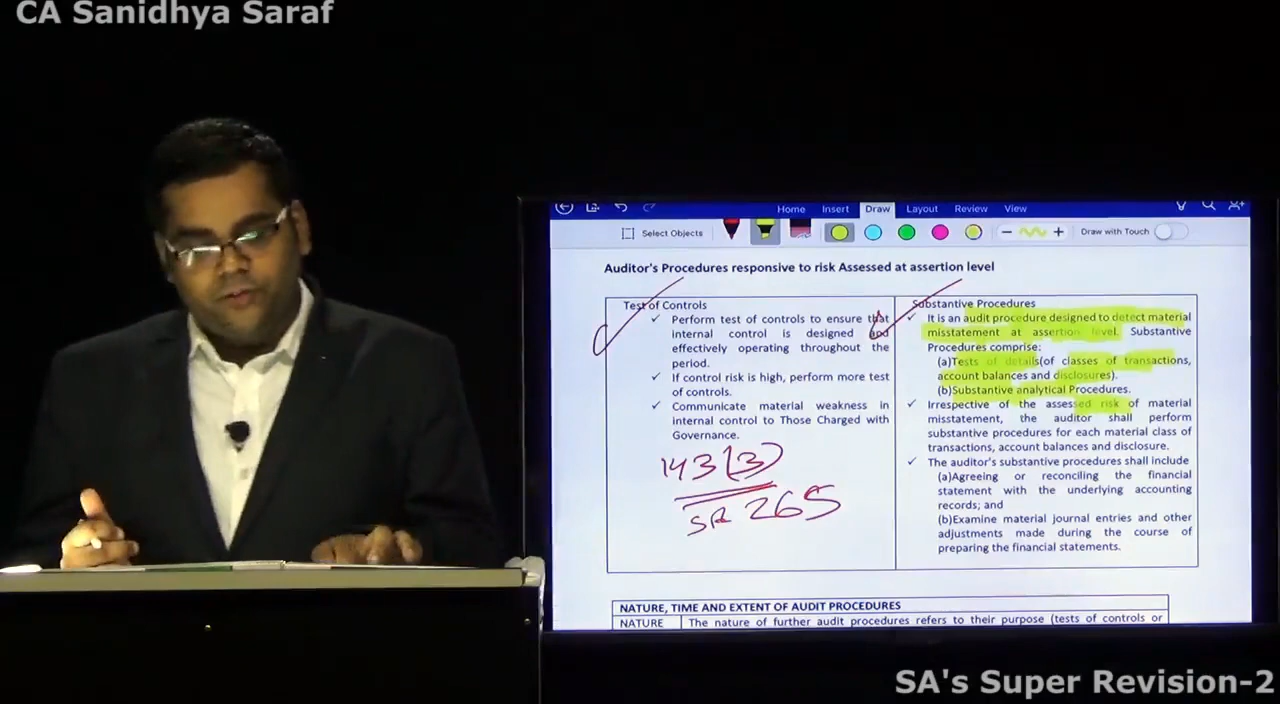 CA Sanidhya Saraf
Home Insert Draw Layout Review View
Select Objects
Draw with Touch
Auditor's Procedures responsive to risk Assessed at assertion level
Test of Controls
✓ Perform test of controls to ensure that
internal control is designed and
effectively operating throughout the
period.
✓ If control risk is high, perform more test
of controls.
✓ Communicate material weakness in
internal control to Those Charged with
Governance.
143(3)
SA 265
Substantive Procedures
✓ It is an audit procedure designed to detect material
misstatement at assertion level. Substantive
Procedures comprise:
(a)Tests of details(of classes of transactions,
account balances and disclosures).
(b)Substantive analytical Procedures.
✓ Irrespective of the assessed risk of material
misstatement, the auditor shall perform
substantive procedures for each material class of
transactions, account balances and disclosure.
✓ The auditor's substantive procedures shall include
(a)Agreeing or reconciling the financial
statement with the underlying accounting
records; and
(b)Examine material journal entries and other
adjustments made during the course of
preparing the financial statements.
NATURE, TIME AND EXTENT OF AUDIT PROCEDURES
NATURE The nature of further audit procedures refers to their purpose (tests of controls or
SA's Super Revision-2